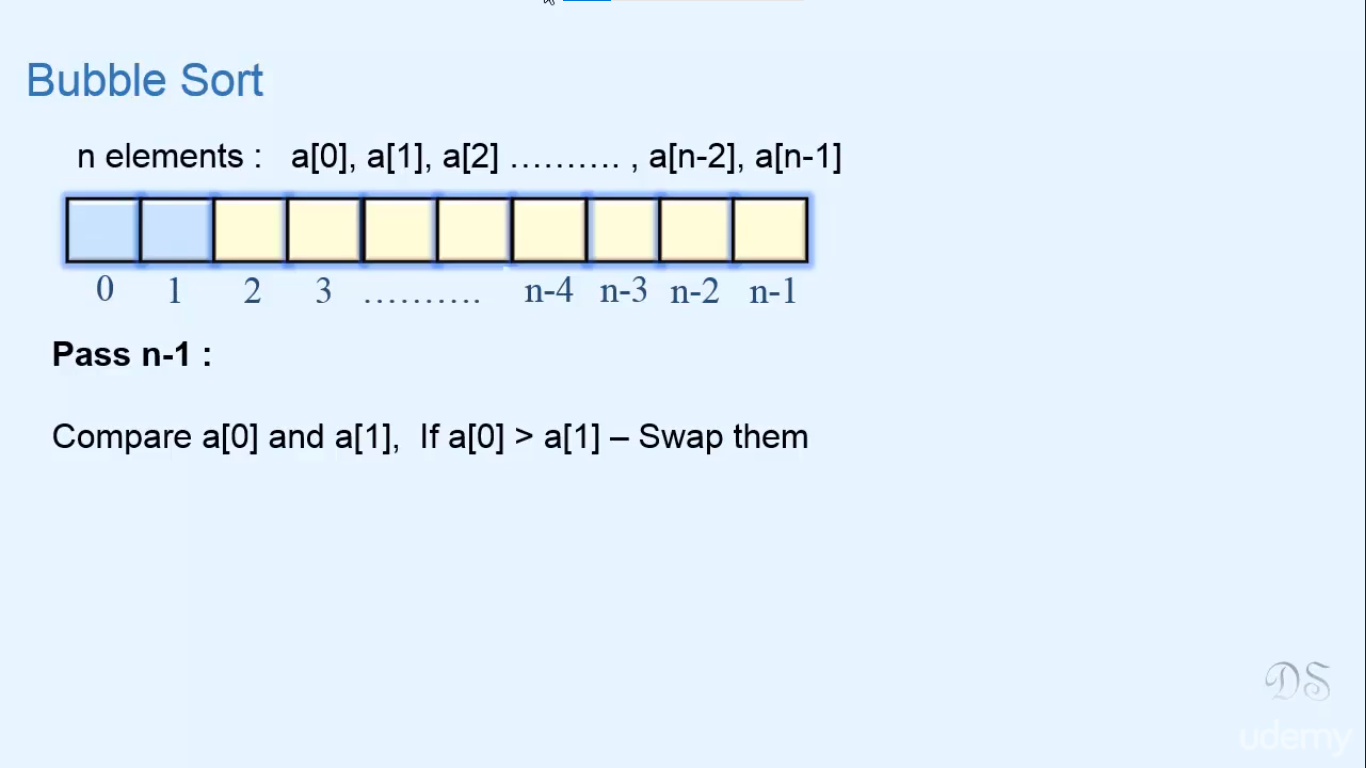 Bubble Sort
n elements : a[0], a[1], a[2] .......... , a[n-2], a[n-1]
0 1 2 3 .......... n-4 n-3 n-2 n-1
Pass n-1 :
Compare a[0] and a[1], If a[0] > a[1] – Swap them
DS
udemy